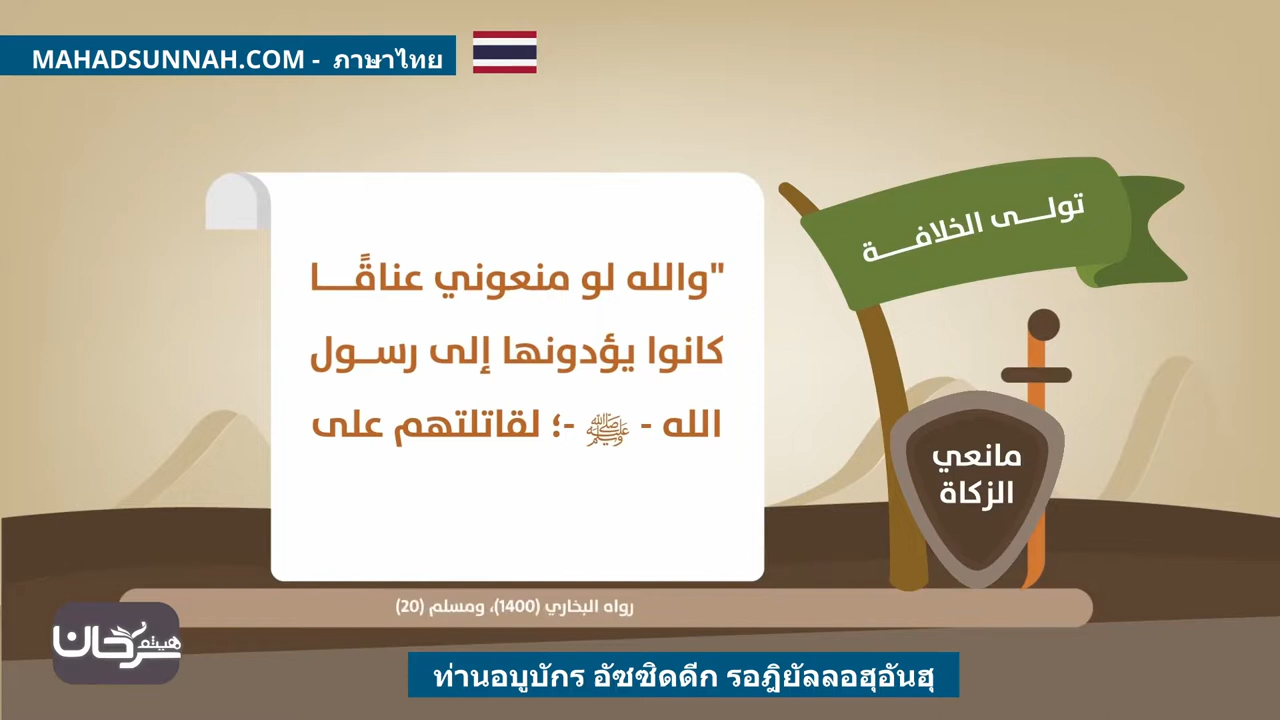 MAHADSUNNAH.COM - ภาษาไทย
تولى الخلافة
"والله لو منعوني عناقًا
كانوا يؤدونها إلى رسول
الله - ﷺ -؛ لقاتلتهم على
مانعي
الزكاة
رواه البخاري (1400)، ومسلم (20)
هيثم
سرحان
ท่านอบูบักร อัซซิดดีก รอฎิยัลลอฮุอันฮุ